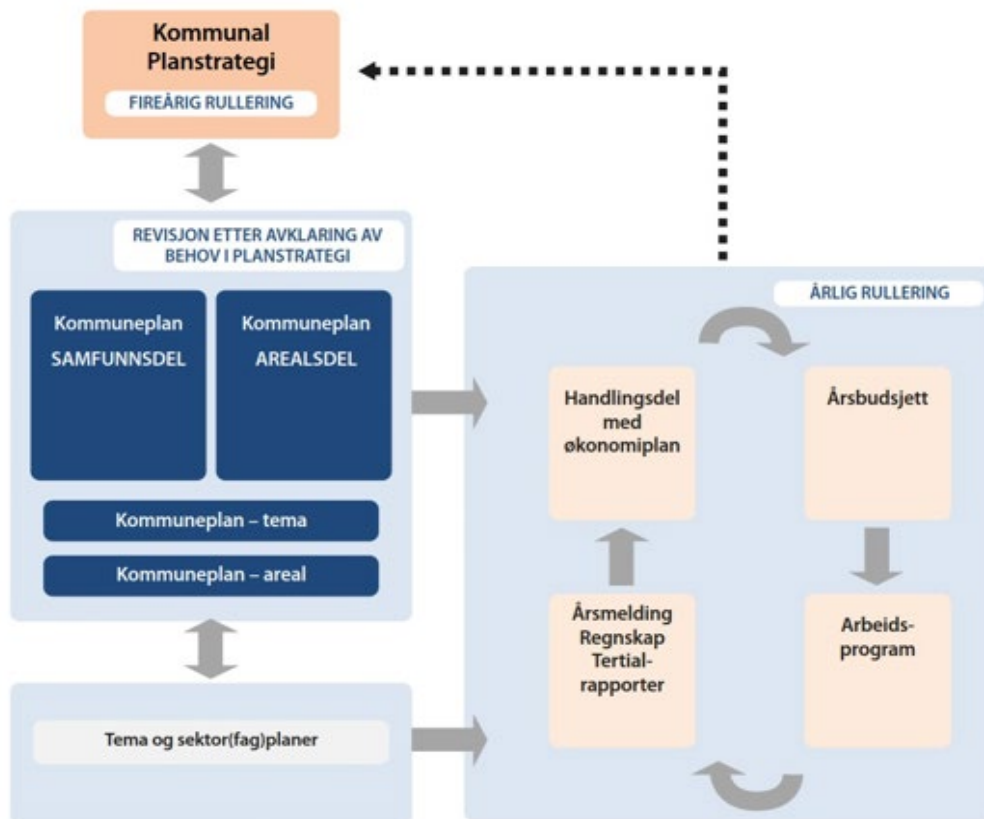 Kommunal
Planstrategi
FIREÅRIG RULLERING
REVISJON ETTER AVKLARING AV
BEHOV I PLANSTRATEGI
Kommuneplan
SAMFUNNSDEL
Kommuneplan
AREALSDEL
Kommuneplan – tema
Kommuneplan – areal
Tema og sektor(fag)planer
ÅRLIG RULLERING
Handlingsdel
med
økonomiplan
Årsbudsjett
Årsmelding
Regnskap
Tertial-
rapporter
Arbeids-
program